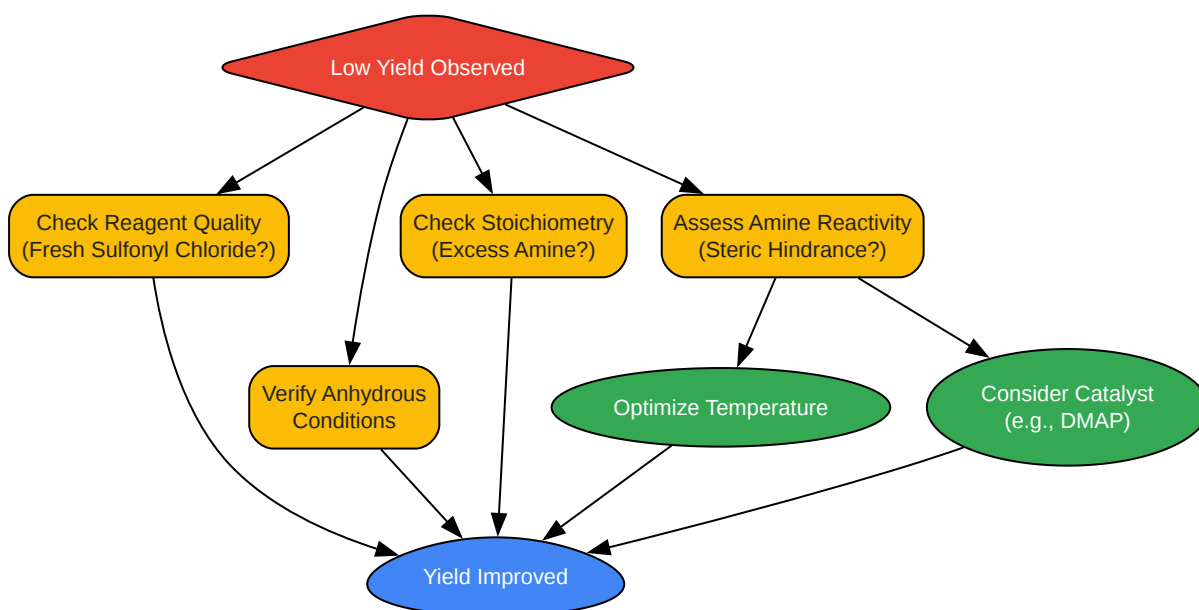 Low Yield Observed
Check Reagent Quality
(Fresh Sulfonyl Chloride?)
Check Stoichiometry
(Excess Amine?)
Assess Amine Reactivity
(Steric Hindrance?)
Verify Anhydrous
Conditions
Optimize Temperature
Consider Catalyst
(e.g., DMAP)
Yield Improved